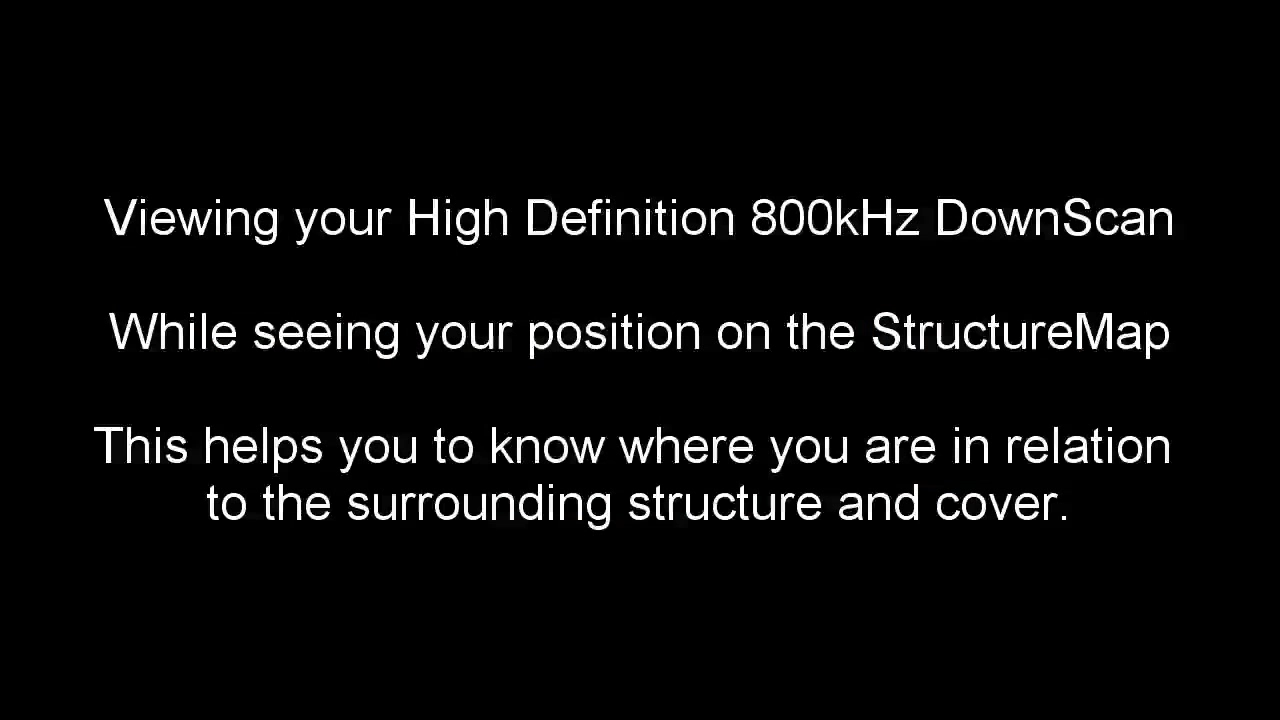 Viewing your High Definition 800kHz DownScan
While seeing your position on the StructureMap
This helps you to know where you are in relation
to the surrounding structure and cover.